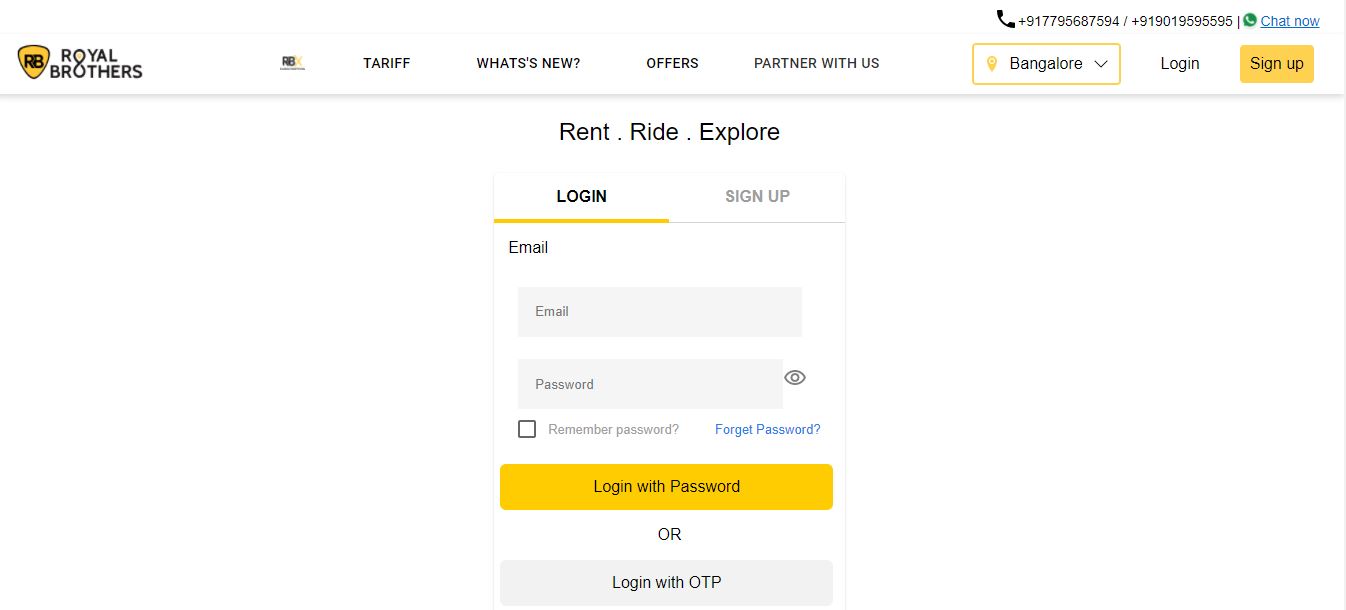 +917795687594 / +919019595595 | Chat now
RB ROYAL BROTHERS
RBX
TARIFF
WHATS'S NEW?
OFFERS
PARTNER WITH US
Bangalore
Login
Sign up
Rent . Ride . Explore
LOGIN
SIGN UP
Email
Email
Password
Remember password?
Forget Password?
Login with Password
OR
Login with OTP